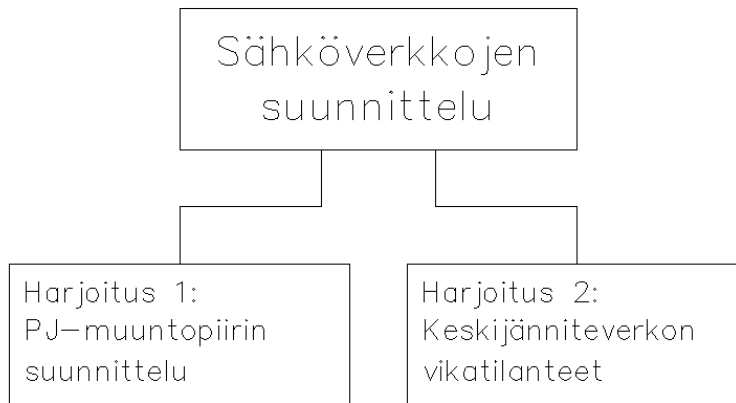 Sähköverkkojen
suunnittelu
Harjoitus 1:
PJ-muuntopiirin
suunnittelu
Harjoitus 2:
Keskijänniteverkon
vikatilanteet